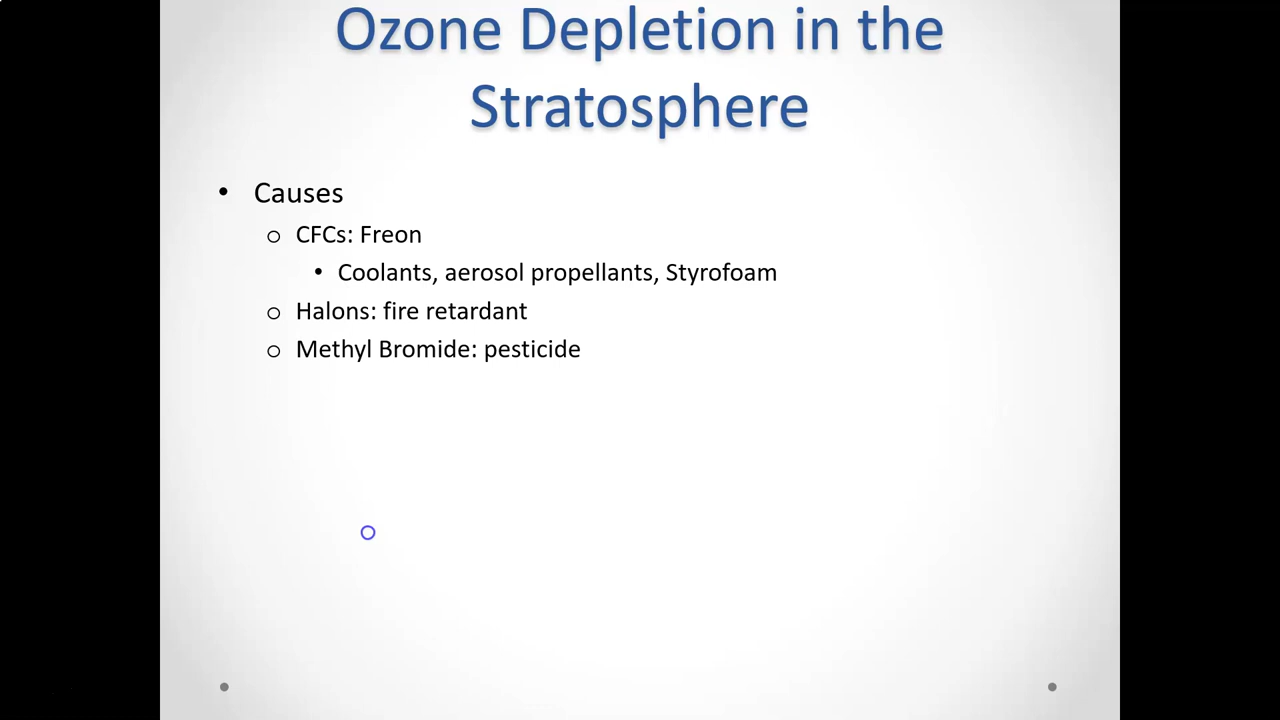 Ozone Depletion in the
Stratosphere
• Causes
o CFCs: Freon
• Coolants, aerosol propellants, Styrofoam
o Halons: fire retardant
o Methyl Bromide: pesticide